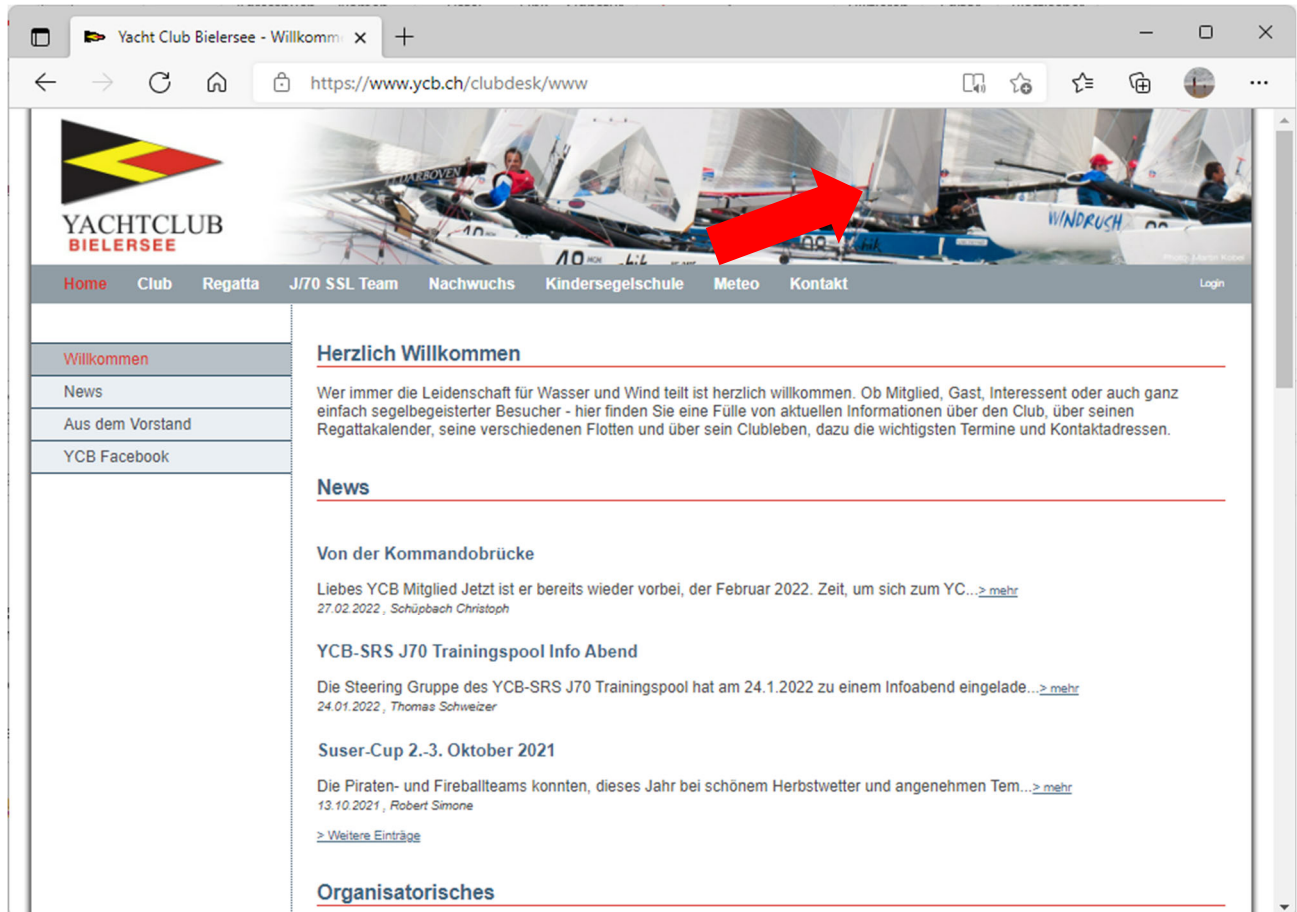 Yacht Club Bielersee - Willkomm
https://www.ycb.ch/clubdesk/www
YACHTCLUB
BIELERSEE
DARBOVEN
WINDRUSH
Home Club Regatta J/70 SSL Team Nachwuchs Kindersegelschule Meteo Kontakt Login
Willkommen
News
Aus dem Vorstand
YCB Facebook
Herzlich Willkommen
Wer immer die Leidenschaft für Wasser und Wind teilt ist herzlich willkommen. Ob Mitglied, Gast, Interessent oder auch ganz
einfach segelbegeisterter Besucher - hier finden Sie eine Fülle von aktuellen Informationen über den Club, über seinen
Regattakalender, seine verschiedenen Flotten und über sein Clubleben, dazu die wichtigsten Termine und Kontaktadressen.
News
Von der Kommandobrücke
Liebes YCB Mitglied Jetzt ist er bereits wieder vorbei, der Februar 2022. Zeit, um sich zum YC...> mehr
27.02.2022 , Schüpbach Christoph
YCB-SRS J70 Trainingspool Info Abend
Die Steering Gruppe des YCB-SRS J70 Trainingspool hat am 24.1.2022 zu einem Infoabend eingelade...> mehr
24.01.2022 , Thomas Schweizer
Suser-Cup 2.-3. Oktober 2021
Die Piraten- und Fireballteams konnten, dieses Jahr bei schönem Herbstwetter und angenehmen Tem...> mehr
13.10.2021 , Robert Simone
> Weitere Einträge
Organisatorisches